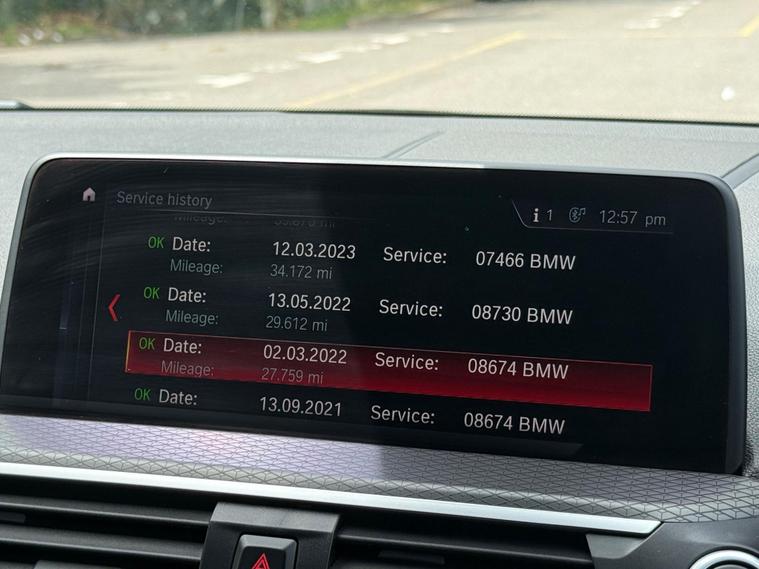 Service history
i 1 12:57 pm
Mileage:
OK Date: 12.03.2023 Service: 07466 BMW
Mileage: 34.172 mi
OK Date: 13.05.2022 Service: 08730 BMW
Mileage: 29.612 mi
OK Date: 02.03.2022 Service: 08674 BMW
Mileage: 27.759 mi
OK Date: 13.09.2021 Service: 08674 BMW